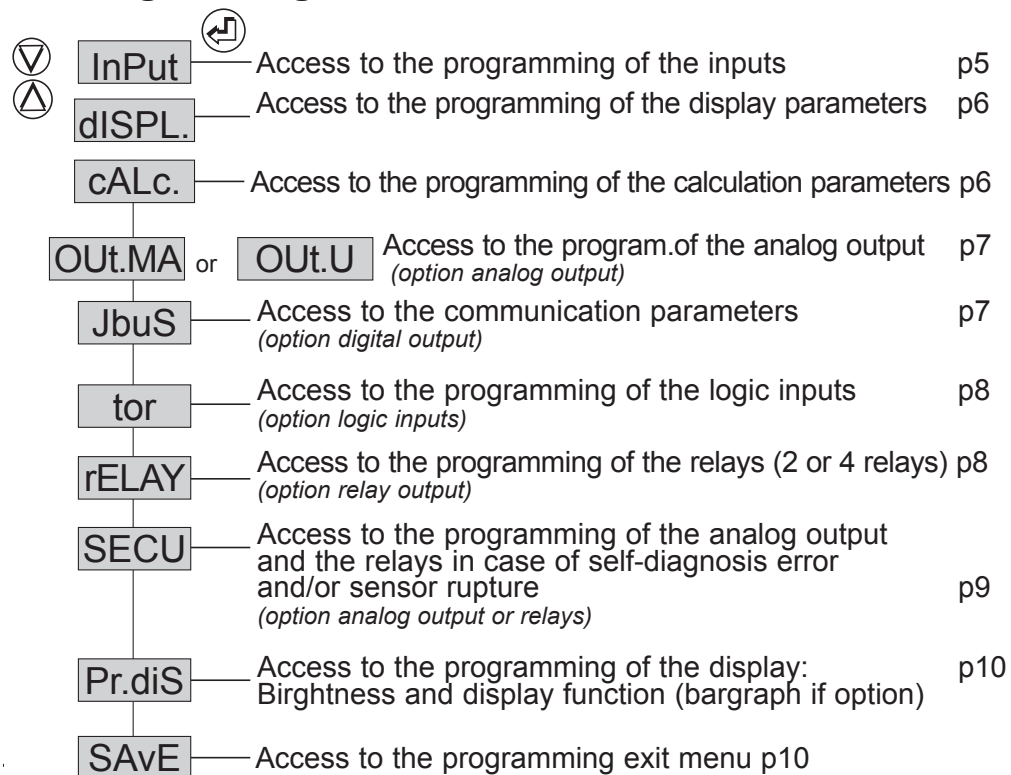 InPut Access to the programming of the inputs p5
dISPL. Access to the programming of the display parameters p6
cALc. Access to the programming of the calculation parameters p6
OUt.MA or OUt.U Access to the program.of the analog output p7
(option analog output)
JbuS Access to the communication parameters p7
(option digital output)
tor Access to the programming of the logic inputs p8
(option logic inputs)
rELAY Access to the programming of the relays (2 or 4 relays) p8
(option relay output)
SECU Access to the programming of the analog output
and the relays in case of self-diagnosis error
and/or sensor rupture p9
(option analog output or relays)
Pr.diS Access to the programming of the display: p10
Birghtness and display function (bargraph if option)
SAvE Access to the programming exit menu p10